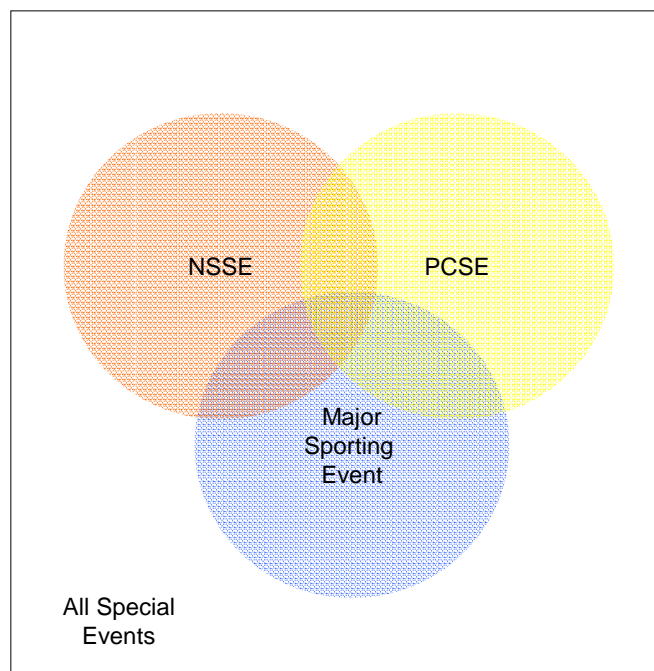 NSSE
PCSE
Major
Sporting
Event
All Special
Events